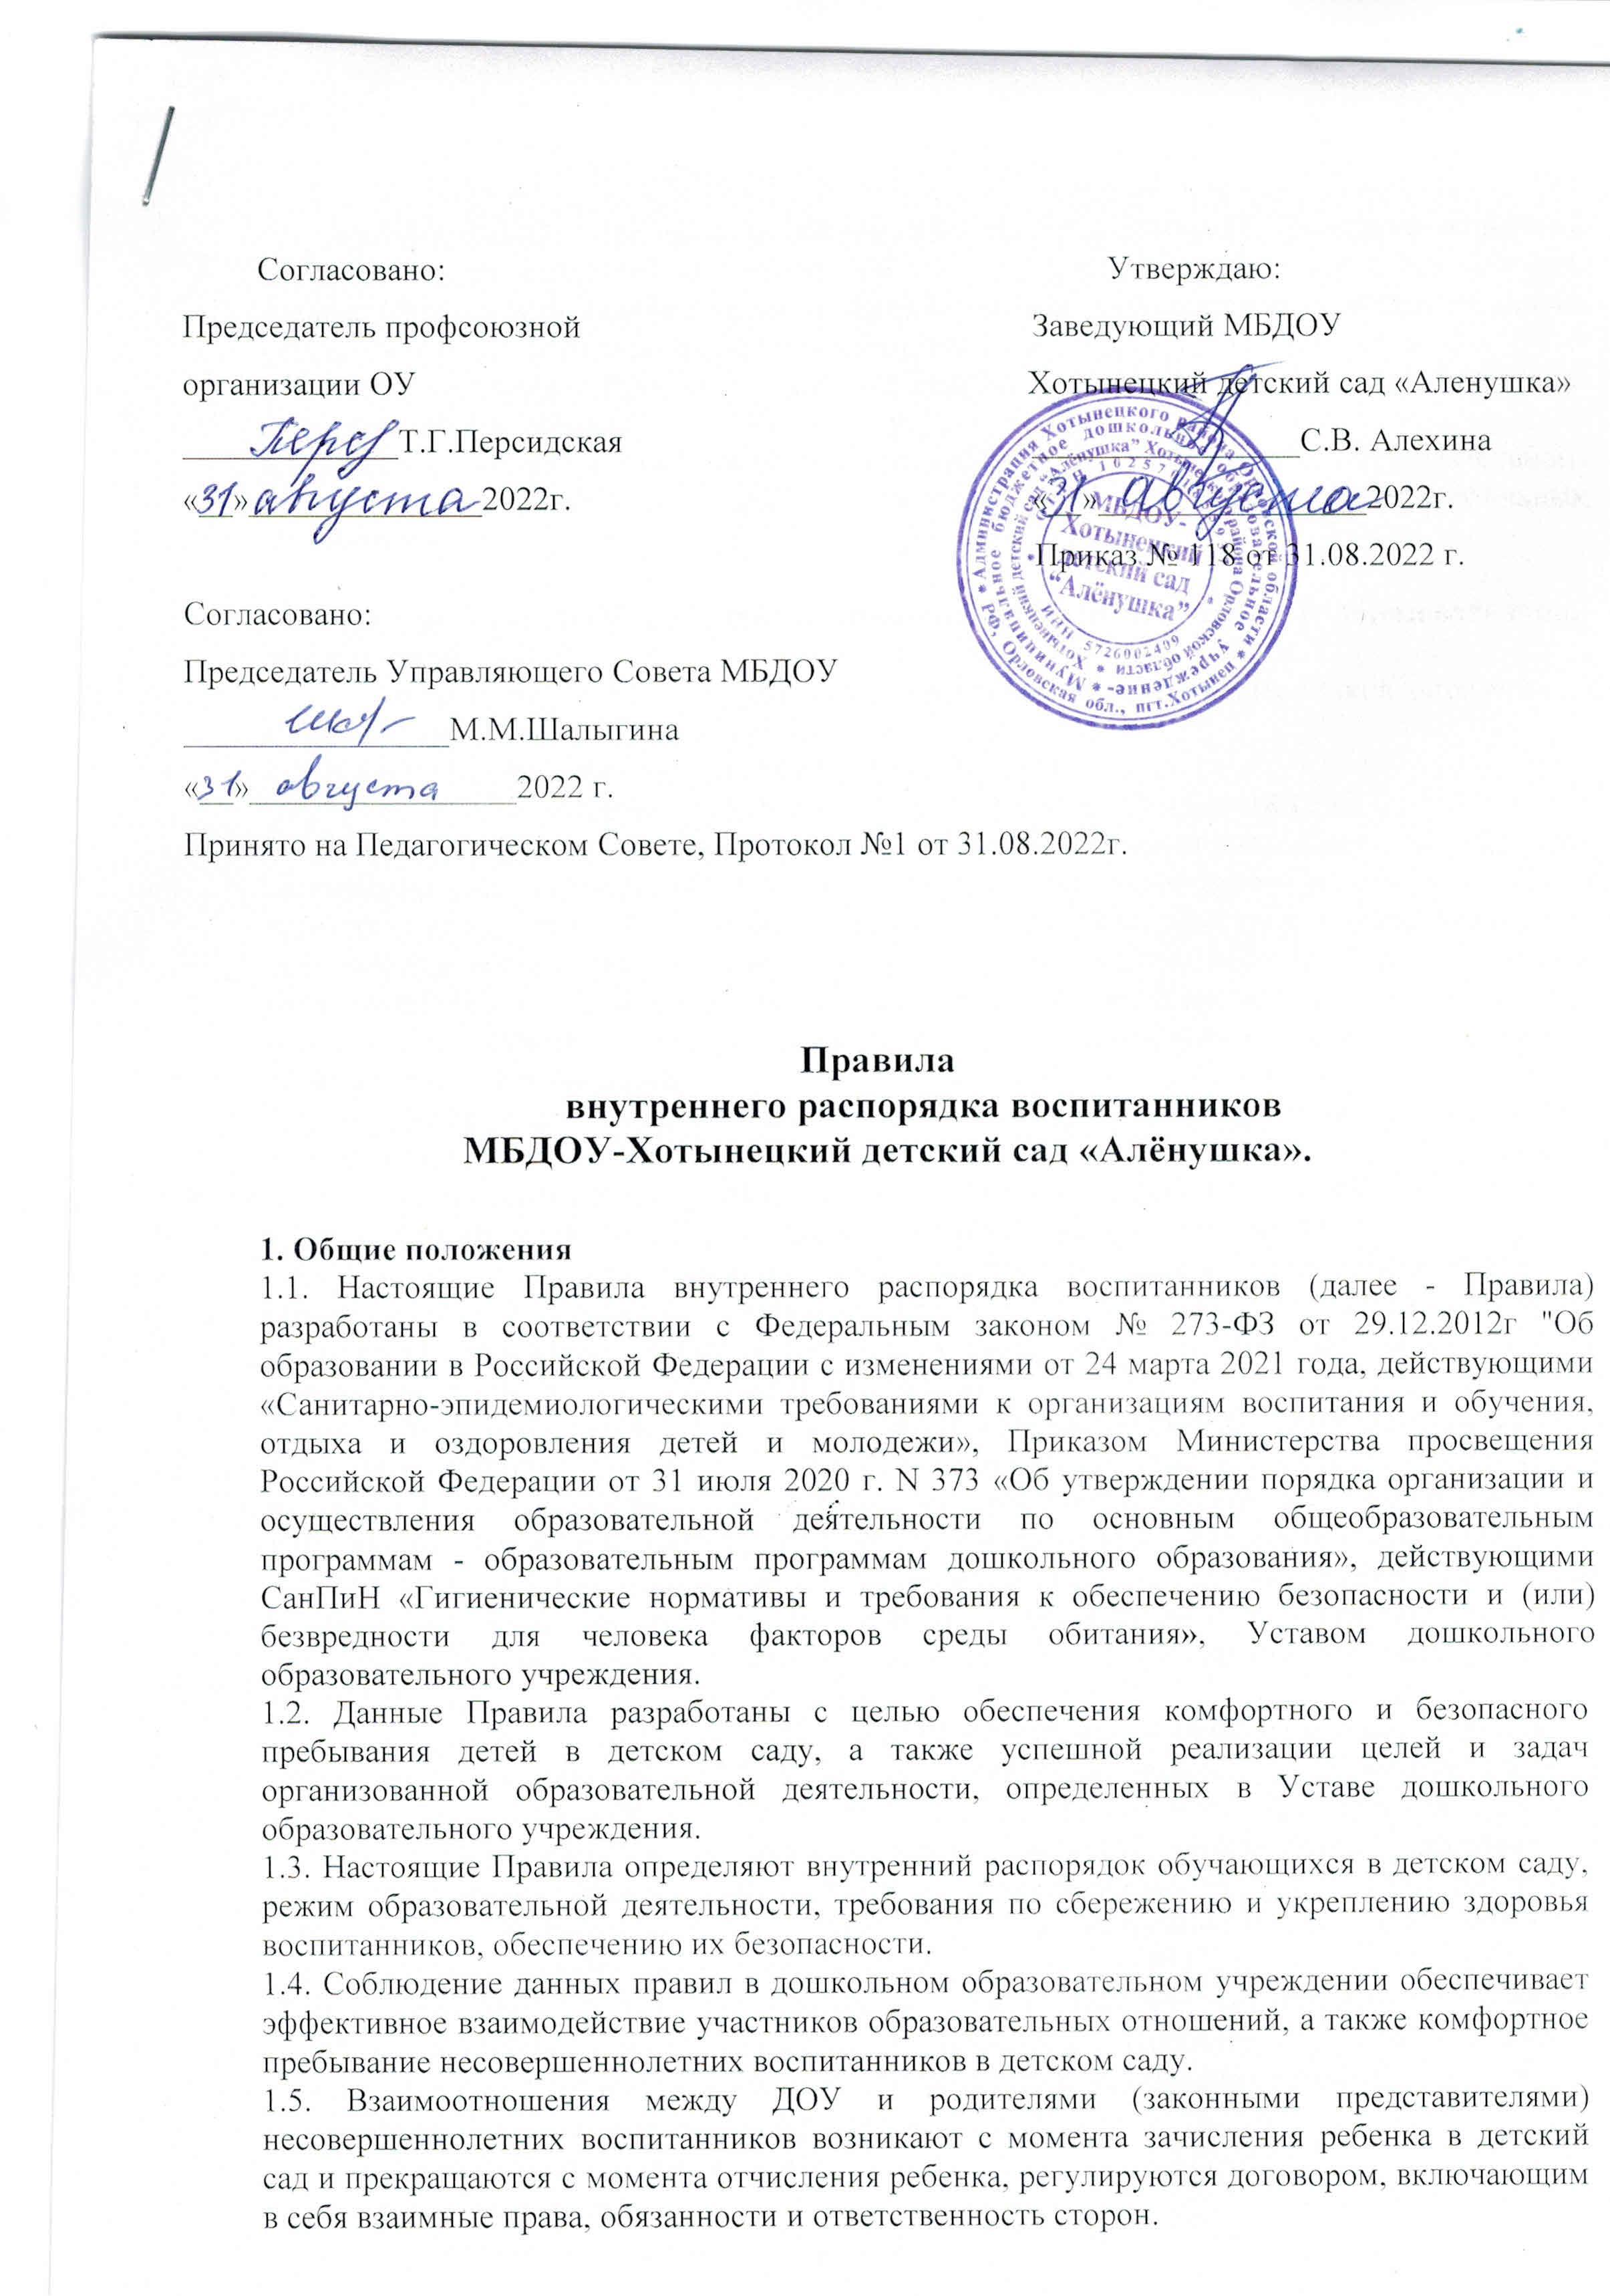 Согласовано:
Председатель профсоюзной
организации ОУ
Т.Г.Персидская
«31» августа 2022г.
Утверждаю:
Заведующий МБДОУ
Хотынецкий детский сад «Аленушка»
С.В. Алехина
«31» августа 2022г.
Приказ № 118 от 31.08.2022 г.
МБДОУ-
Хотынецкий
детский сад
“Алёнушка”
ИНН 5726002409
Согласовано:
Председатель Управляющего Совета МБДОУ
М.М.Шалыгина
«31» августа 2022 г.
Принято на Педагогическом Совете, Протокол №1 от 31.08.2022г.
Правила
внутреннего распорядка воспитанников
МБДОУ-Хотынецкий детский сад «Алёнушка».
1. Общие положения
1.1. Настоящие Правила внутреннего распорядка воспитанников (далее - Правила)
разработаны в соответствии с Федеральным законом № 273-ФЗ от 29.12.2012г "Об
образовании в Российской Федерации с изменениями от 24 марта 2021 года, действующими
«Санитарно-эпидемиологическими требованиями к организациям воспитания и обучения,
отдыха и оздоровления детей и молодежи», Приказом Министерства просвещения
Российской Федерации от 31 июля 2020 г. N 373 «Об утверждении порядка организации и
осуществления образовательной деятельности по основным общеобразовательным
программам - образовательным программам дошкольного образования», действующими
СанПиН «Гигиенические нормативы и требования к обеспечению безопасности и (или)
безвредности для человека факторов среды обитания», Уставом дошкольного
образовательного учреждения.
1.2. Данные Правила разработаны с целью обеспечения комфортного и безопасного
пребывания детей в детском саду, а также успешной реализации целей и задач
организованной образовательной деятельности, определенных в Уставе дошкольного
образовательного учреждения.
1.3. Настоящие Правила определяют внутренний распорядок обучающихся в детском саду,
режим образовательной деятельности, требования по сбережению и укреплению здоровья
воспитанников, обеспечению их безопасности.
1.4. Соблюдение данных правил в дошкольном образовательном учреждении обеспечивает
эффективное взаимодействие участников образовательных отношений, а также комфортное
пребывание несовершеннолетних воспитанников в детском саду.
1.5. Взаимоотношения между ДОУ и родителями (законными представителями)
несовершеннолетних воспитанников возникают с момента зачисления ребенка в детский
сад и прекращаются с момента отчисления ребенка, регулируются договором, включающим
в себя взаимные права, обязанности и ответственность сторон.